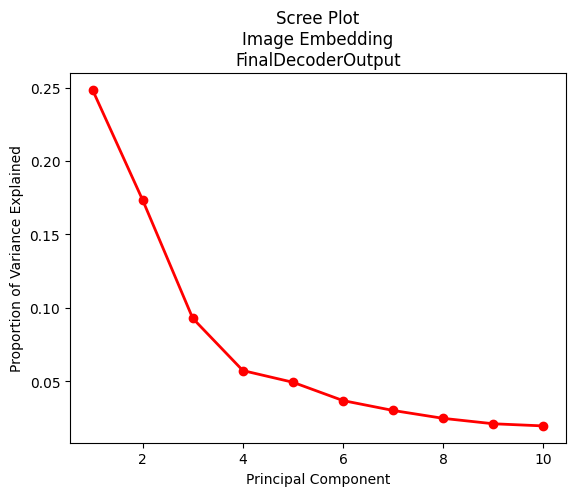 Scree Plot
Image Embedding
FinalDecoderOutput
0.25
0.20
0.15
0.10
0.05
Proportion of Variance Explained
2 4 6 8 10
Principal Component